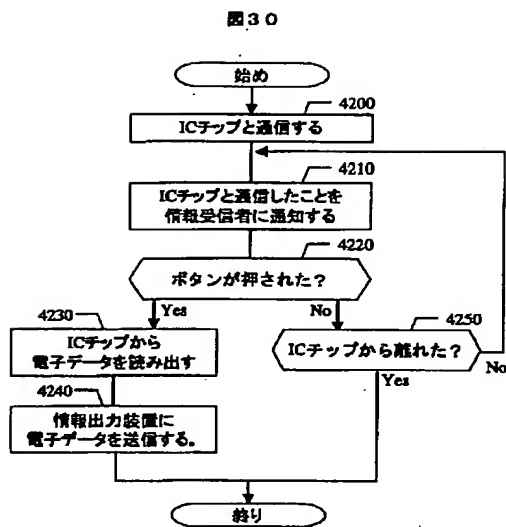 図30
始め
4200
ICチップと通信する
4210
ICチップと通信したことを
情報受信者に通知する
4220
ボタンが押された?
4230
Yes
No
4250
ICチップから
電子データを読み出す
ICチップから離れた?
No
4240
Yes
情報出力装置に
電子データを送信する。
終り